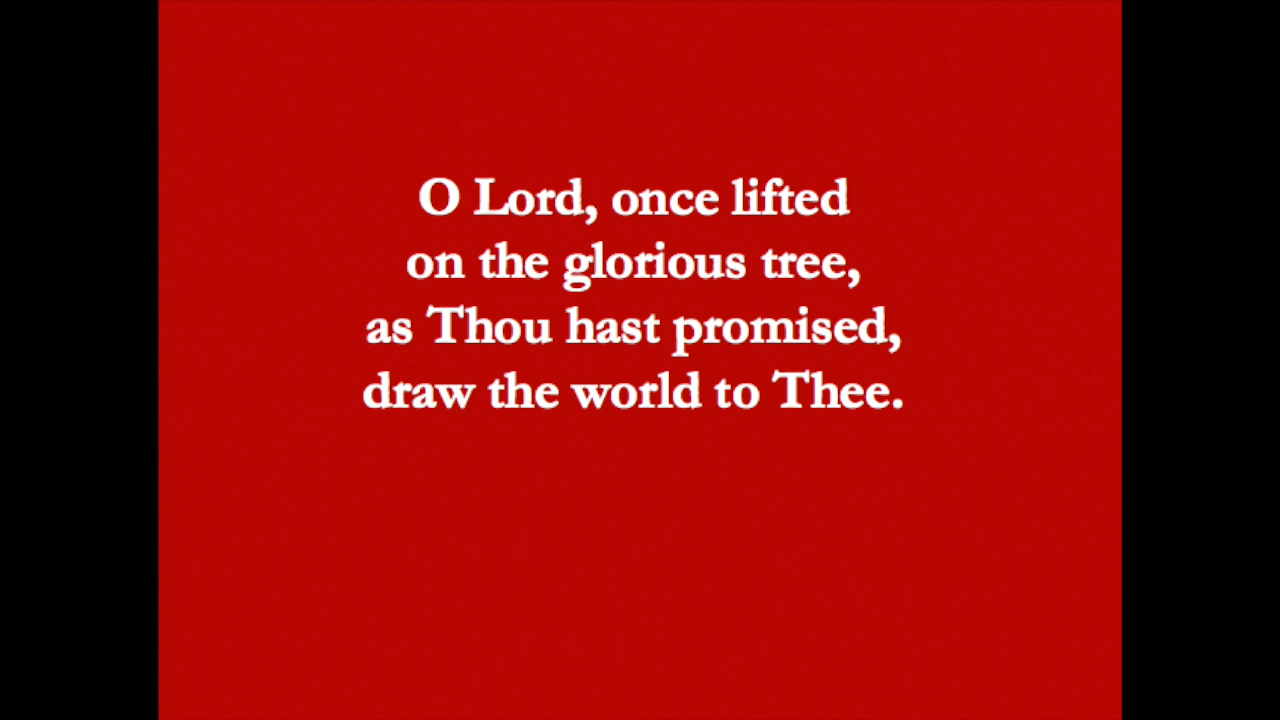 O Lord, once lifted
on the glorious tree,
as Thou hast promised,
draw the world to Thee.